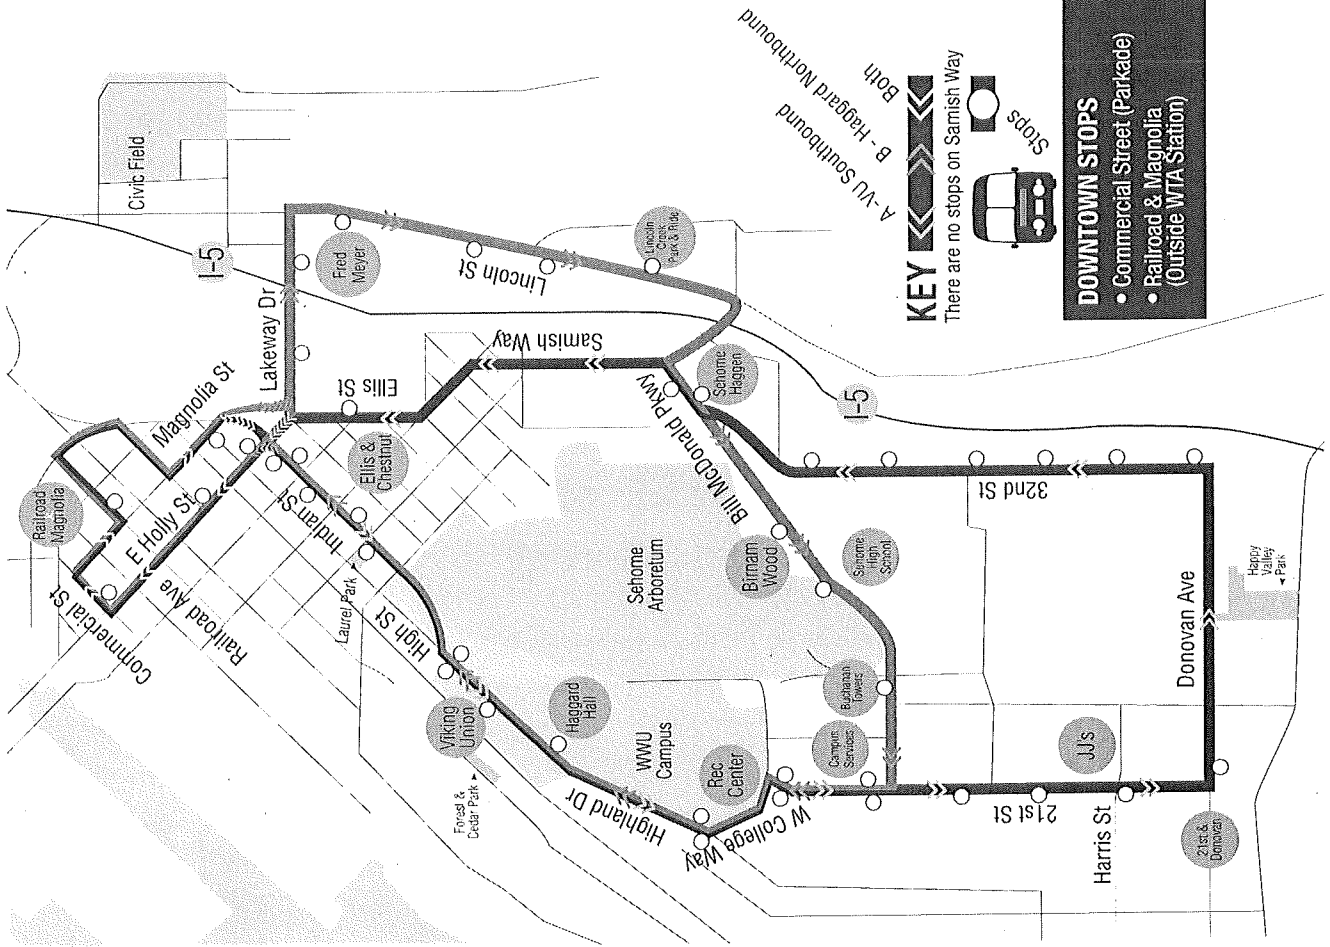 Civic Field
I-5
Fred
Meyer
Lakeway Dr
Lincoln St
Lincoln
Creek
Park & Ride
Magnolia St
Ellis St
Samish Way
Railroad
Magnolia
E Holly St
Indian St
Ellis &
Chestnut
Commercial St
Railroad Ave
Laurel Park
High St
Sehome
Arboretum
Bill McDonald Pkwy
Sehome
Haggen
I-5
32nd St
Birnam
Wood
Sehome
High
School
Viking
Union
Haggard
Hall
Forest &
Cedar Park
WWU
Campus
Rec
Center
Highland Dr
W College Way
Buchanan
Towers
Campus
Services
21st St
JJ's
Harris St
21st &
Donovan
Donovan Ave
Happy
Valley
Park
KEY
A - VU Southbound
B - Haggard Northbound
Both
There are no stops on Samish Way
Stops
DOWNTOWN STOPS
• Commercial Street (Parkade)
• Railroad & Magnolia
(Outside WTA Station)